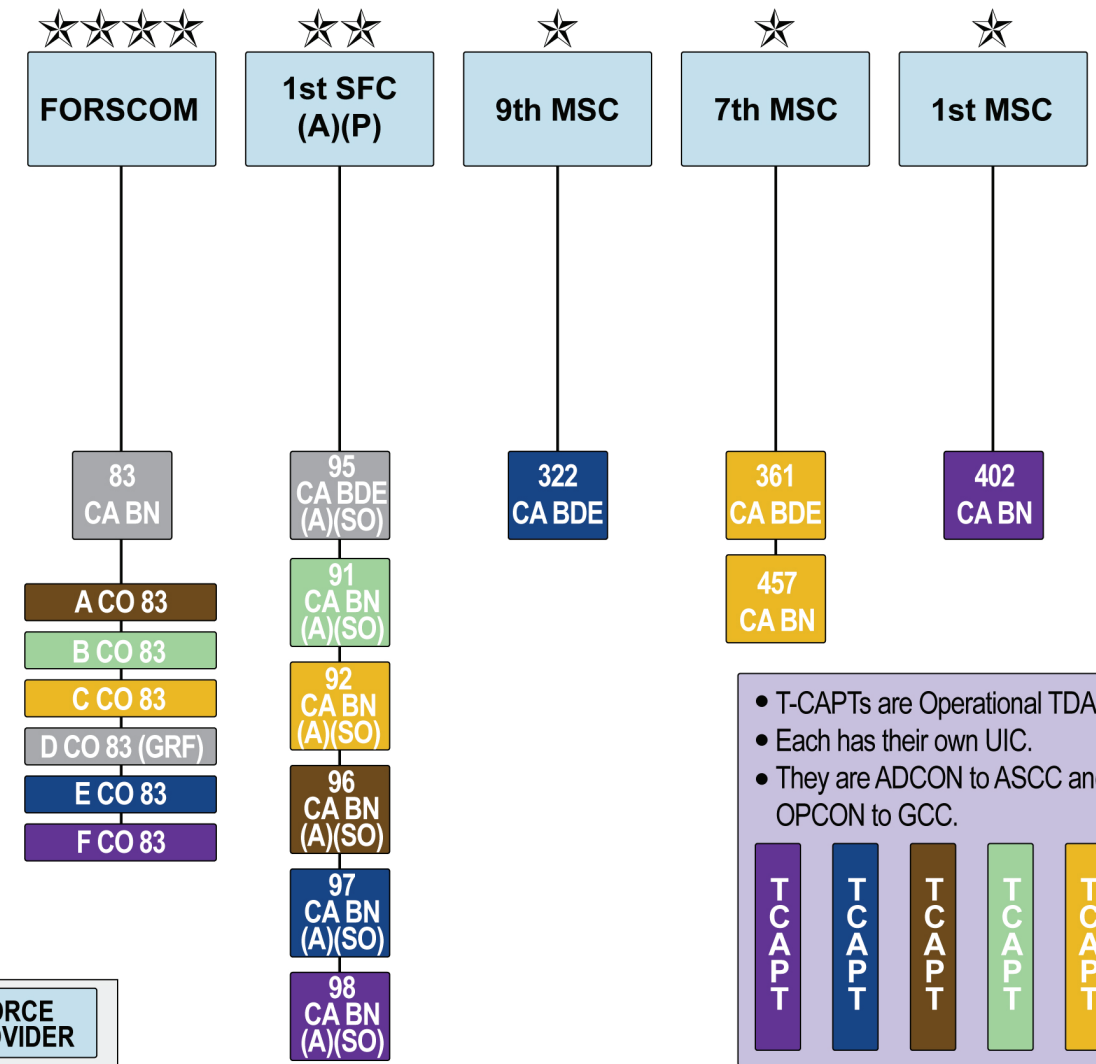 FORSCOM
1st SFC
(A)(P)
9th MSC
7th MSC
1st MSC
83
CA BN
A CO 83
B CO 83
C CO 83
D CO 83 (GRF)
E CO 83
F CO 83
95
CA BDE
(A)(SO)
91
CA BN
(A)(SO)
92
CA BN
(A)(SO)
96
CA BN
(A)(SO)
97
CA BN
(A)(SO)
98
CA BN
(A)(SO)
322
CA BDE
361
CA BDE
457
CA BN
402
CA BN
• T-CAPTs are Operational TDA
• Each has their own UIC.
• They are ADCON to ASCC
OPCON to GCC.
TCAPT
TCAPT
TCAPT
TCAPT
TCAPT